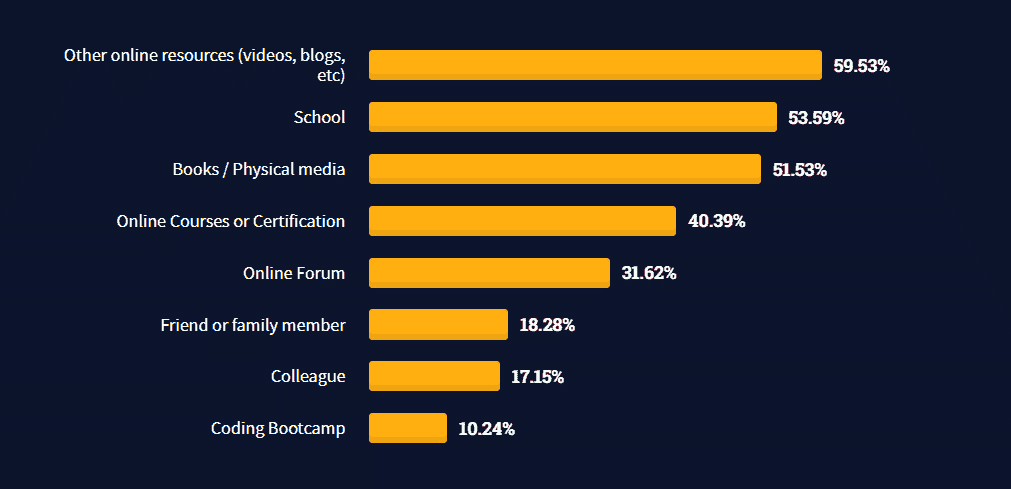 Other online resources (videos, blogs,
etc)
59.53%
School
53.59%
Books / Physical media
51.53%
Online Courses or Certification
40.39%
Online Forum
31.62%
Friend or family member
18.28%
Colleague
17.15%
Coding Bootcamp
10.24%